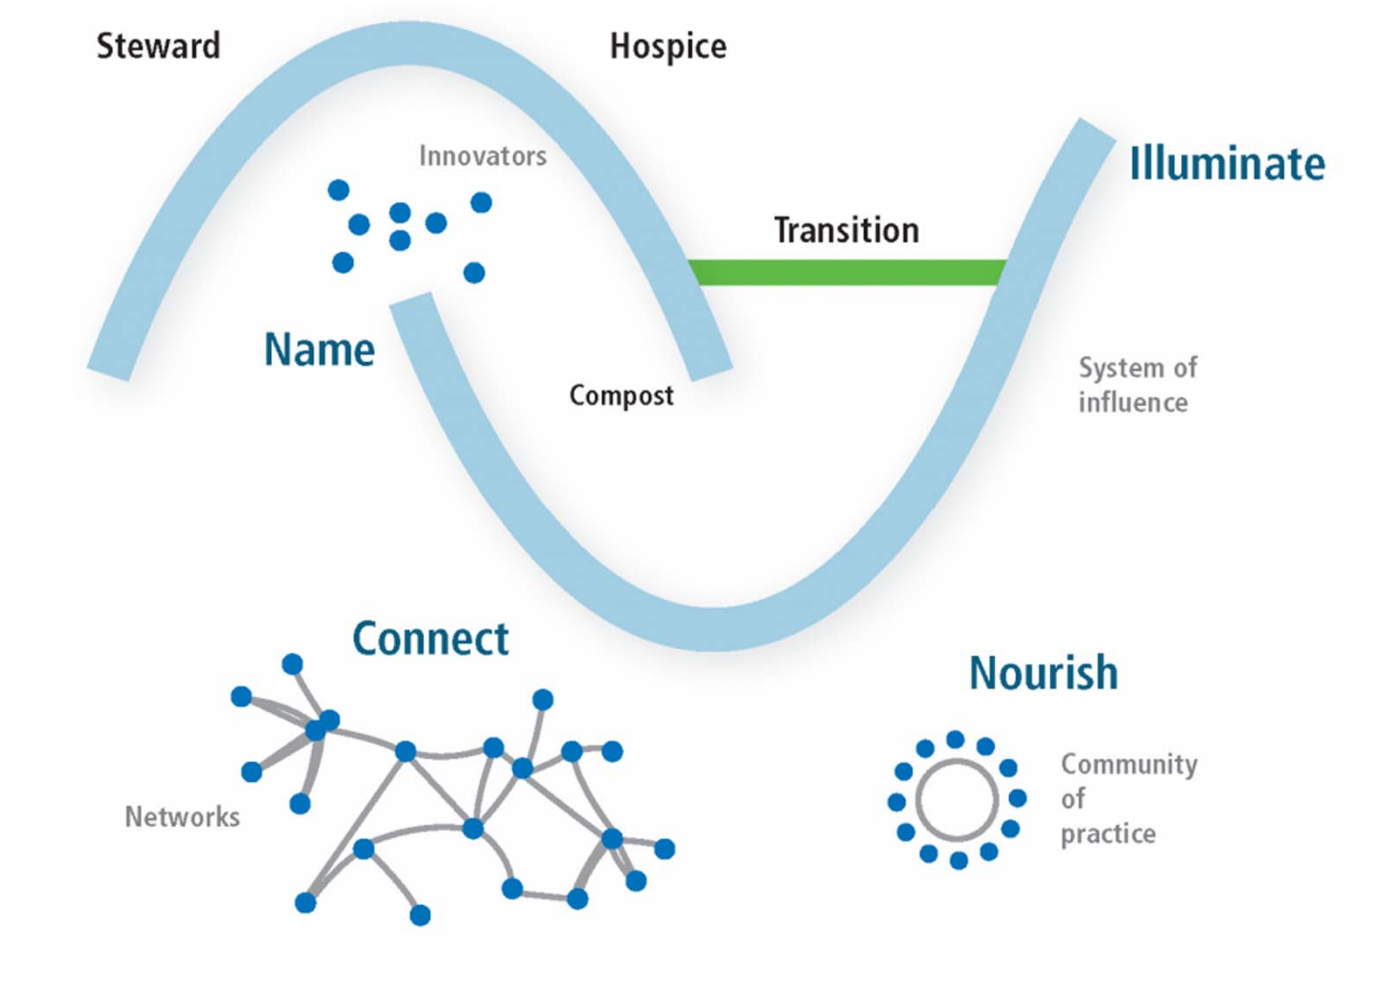 Steward
Hospice
Innovators
Illuminate
Transition
Name
Compost
System of
influence
Connect
Nourish
Networks
Community
of
practice